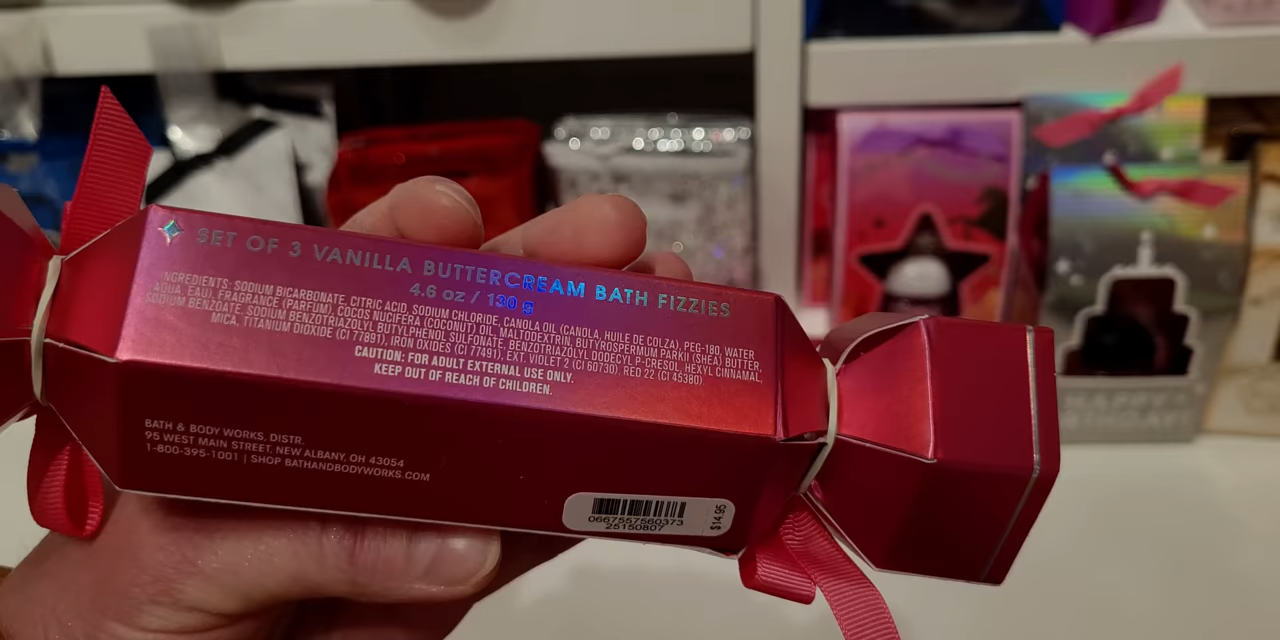 SET OF 3 VANILLA BUTTERCREAM BATH FIZZIES
4.6 oz / 130 g
INGREDIENTS: SODIUM BICARBONATE, CITRIC ACID, SODIUM CHLORIDE, CANOLA OIL (CANOLA, HUILE DE COLZA), PEG-180, WATER
(AQUA, EAU), FRAGRANCE (PARFUM), COCOS NUCIFERA (COCONUT) OIL, MALTODEXTRIN, BUTYROSPERMUM PARKII (SHEA) BUTTER,
SODIUM BENZOATE, SODIUM BENZOTRIAZOLYL BUTYLPHENOL SULFONATE, BENZOTRIAZOLYL DODECYL P-CRESOL, HEXYL CINNAMAL,
MICA, TITANIUM DIOXIDE (CI 77891), IRON OXIDES (CI 77491), EXT. VIOLET 2 (CI 60730), RED 22 (CI 45380)
CAUTION: FOR ADULT EXTERNAL USE ONLY.
KEEP OUT OF REACH OF CHILDREN.
BATH & BODY WORKS, DISTR.
95 WEST MAIN STREET, NEW ALBANY, OH 43054
1-800-395-1001 | SHOP BATHANDBODYWORKS.COM
0667557560373
25150807
$14.95
HAPPY
BIRTHDAY!